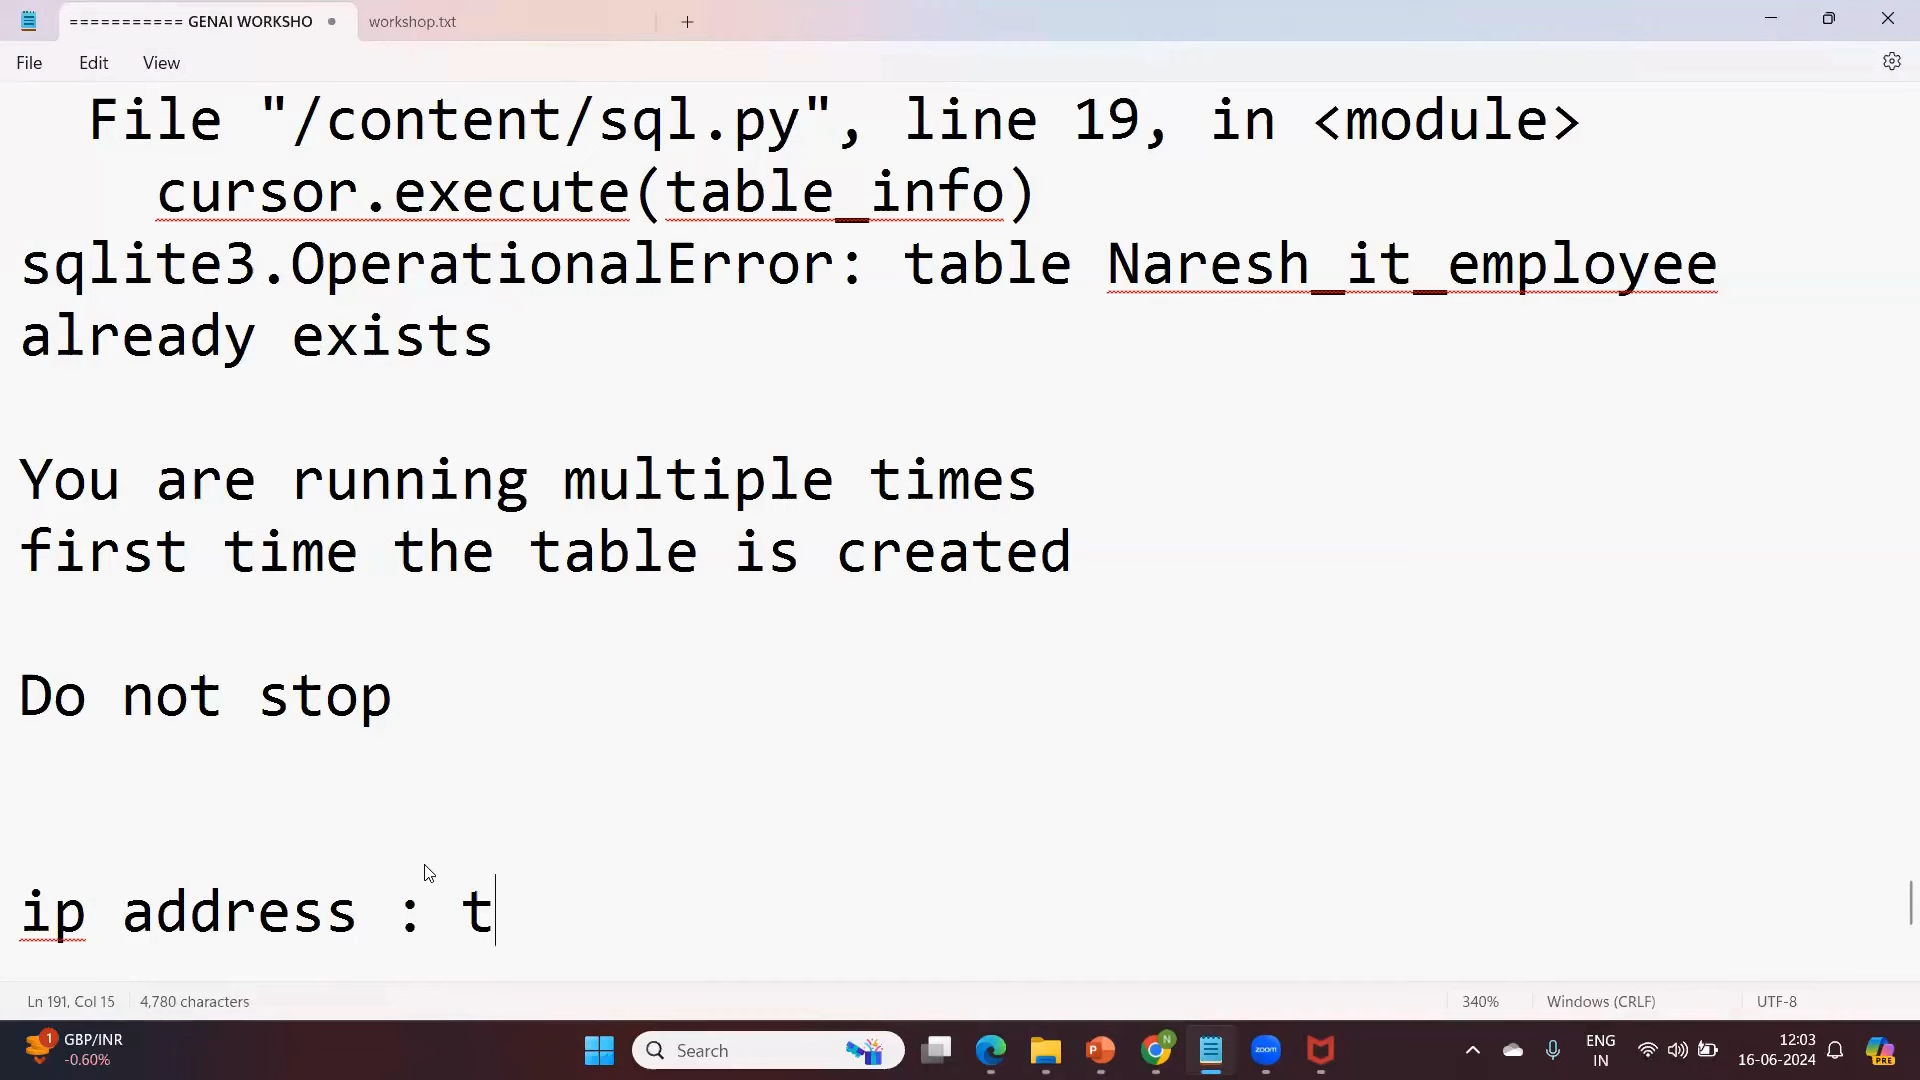 =========== GENAI WORKSHO
workshop.txt
File Edit View
File "/content/sql.py", line 19, in <module>
cursor.execute(table_info)
sqlite3.OperationalError: table Naresh_it_employee
already exists
You are running multiple times
first time the table is created
Do not stop
ip address : t
Ln 191, Col 15 4,780 characters 340% Windows (CRLF) UTF-8
1 GBP/INR
-0.60%
Search
N
P
zoom
ENG
IN
12:03
16-06-2024
PRE